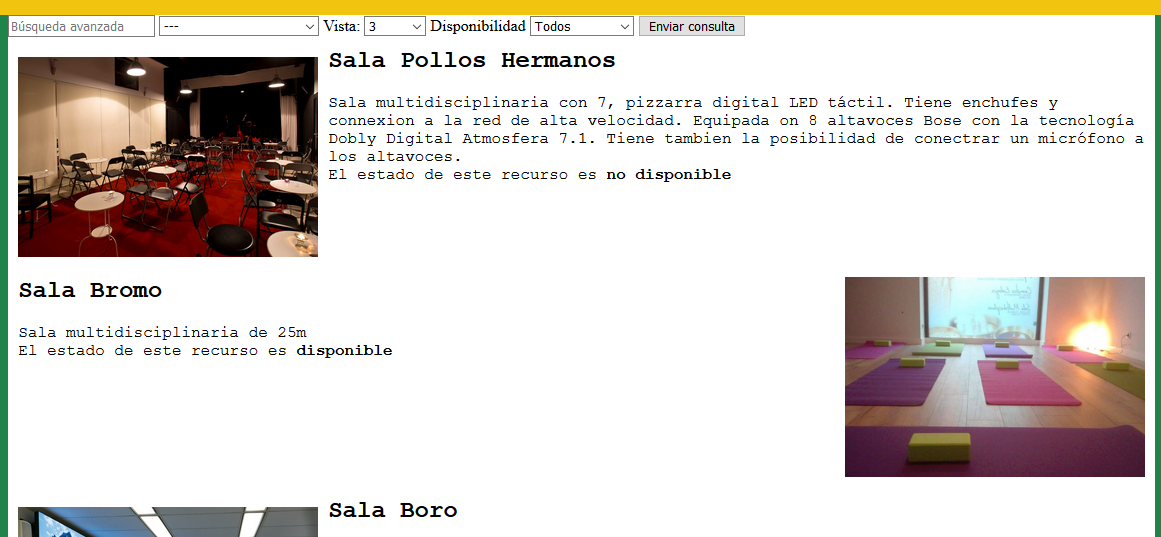 Búsqueda avanzada --- Vista: 3 Disponibilidad Todos Enviar consulta
Sala Pollos Hermanos
Sala multidisciplinaria con 7, pizzarra digital LED táctil. Tiene enchufes y
connexion a la red de alta velocidad. Equipada on 8 altavoces Bose con la tecnología
Dobly Digital Atmosfera 7.1. Tiene tambien la posibilidad de conectrar un micrófono a
los altavoces.
El estado de este recurso es no disponible
Sala Bromo
Sala multidisciplinaria de 25m
El estado de este recurso es disponible
Sala Boro